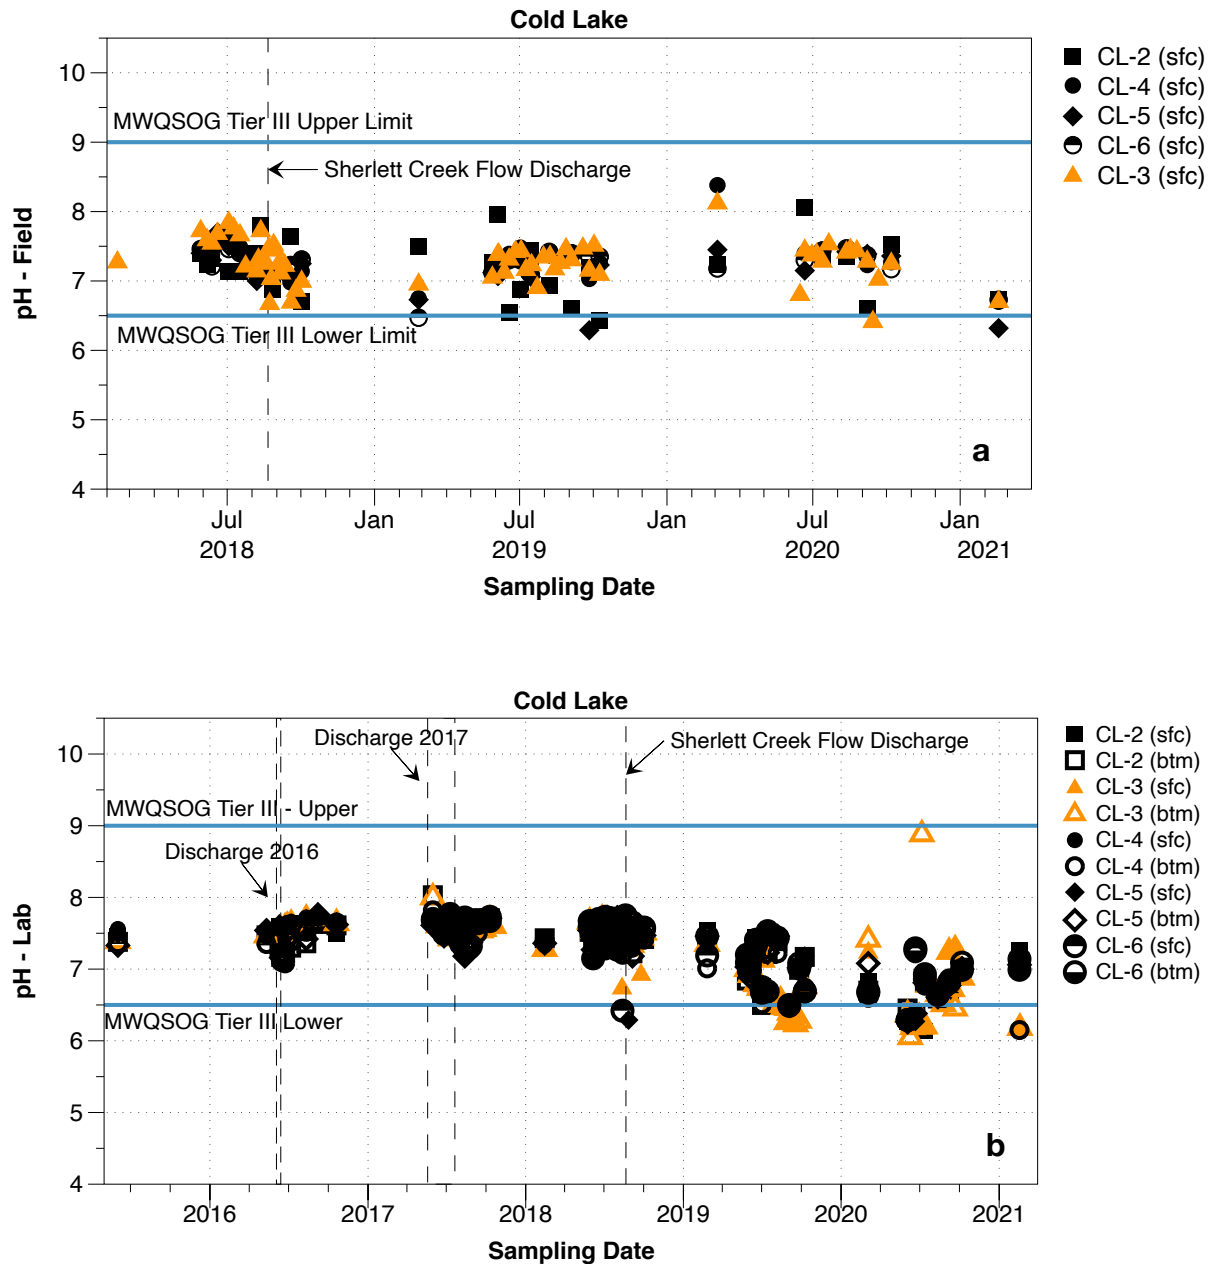 Cold Lake
10
9
8
7
6
5
4
pH - Field
MWQSOG Tier III Upper Limit
Sherlett Creek Flow Discharge
MWQSOG Tier III Lower Limit
a
Jul Jan Jul Jan Jul Jan
2018 2019 2020 2021
Sampling Date
CL-2 (sfc)
CL-4 (sfc)
CL-5 (sfc)
CL-6 (sfc)
CL-3 (sfc)
Cold Lake
10
9
8
7
6
5
4
pH - Lab
Discharge 2017
Sherlett Creek Flow Discharge
MWQSOG Tier III - Upper
Discharge 2016
MWQSOG Tier III Lower
b
2016 2017 2018 2019 2020 2021
Sampling Date
CL-2 (sfc)
CL-2 (btm)
CL-3 (sfc)
CL-3 (btm)
CL-4 (sfc)
CL-4 (btm)
CL-5 (sfc)
CL-5 (btm)
CL-6 (sfc)
CL-6 (btm)